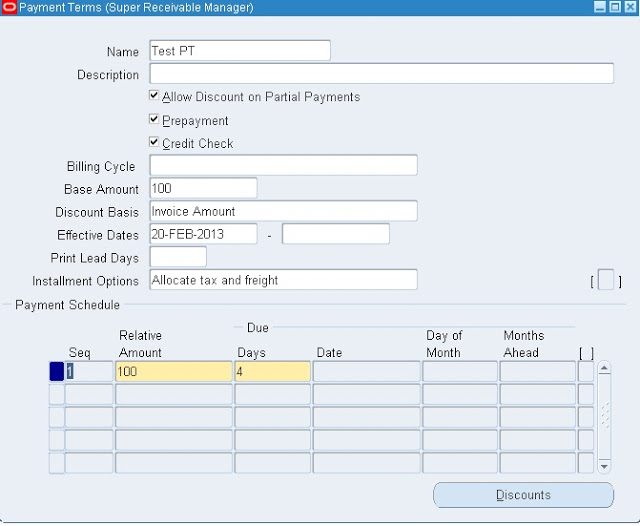 Payment Terms (Super Receivable Manager)
Name Test PT
Description
Allow Discount on Partial Payments
Prepayment
Credit Check
Billing Cycle
Base Amount 100
Discount Basis Invoice Amount
Effective Dates 20-FEB-2013 -
Print Lead Days
Installment Options Allocate tax and freight [ ]
Payment Schedule
Due
Relative Day of Months
Seq Amount Days Date Month Ahead [ ]
1 100 4
Discounts